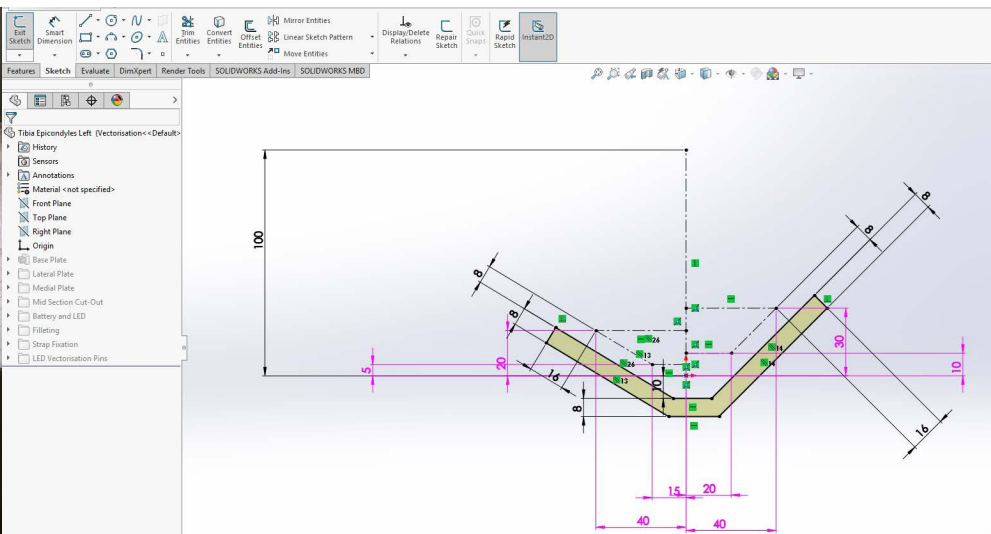 Exit Sketch
Smart Dimension
Trim Entities
Convert Entities
Offset Entities
Mirror Entities
Linear Sketch Pattern
Move Entities
Display/Delete Relations
Repair Sketch
Quick Snaps
Rapid Sketch
Instant2D
Features Sketch Evaluate DimXpert Render Tools SOLIDWORKS Add-Ins SOLIDWORKS MBD
Tibia Epicondyles Left (Vectorisation<<Default>
History
Sensors
Annotations
Material <not specified>
Front Plane
Top Plane
Right Plane
Origin
Base Plate
Lateral Plate
Medial Plate
Mid Section Cut-Out
Battery and LED
Filleting
Strap Fixation
LED Vectorisation Pins
100
8
8
8
8
26
13
26
13
14
14
5
20
16
10
8
30
10
16
15
20
40
40